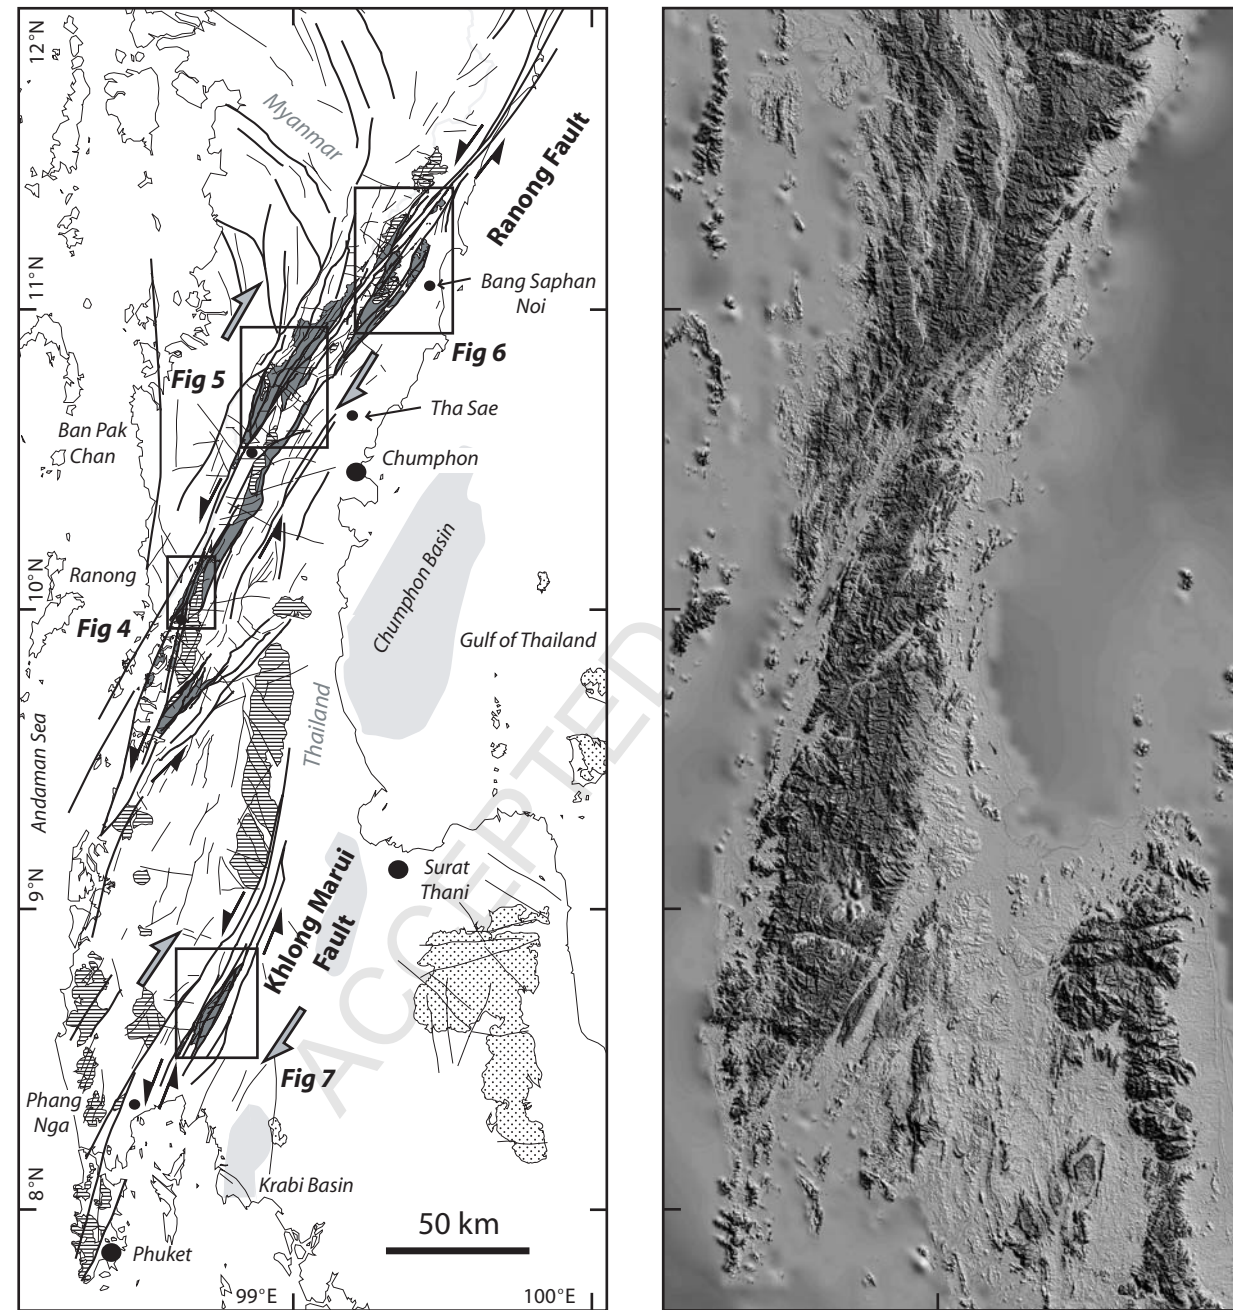 12°N
Myanmar
Ranong Fault
11°N
Bang Saphan
Noi
Fig 6
Fig 5
Tha Sae
Ban Pak
Chan
Chumphon
Chumphon Basin
10°N
Ranong
Fig 4
Gulf of Thailand
Thailand
Andaman Sea
ACCEPTED
9°N
Surat
Thani
Khlong Marui
Fault
Fig 7
Phang
Nga
8°N
Krabi Basin
50 km
Phuket
99°E
100°E